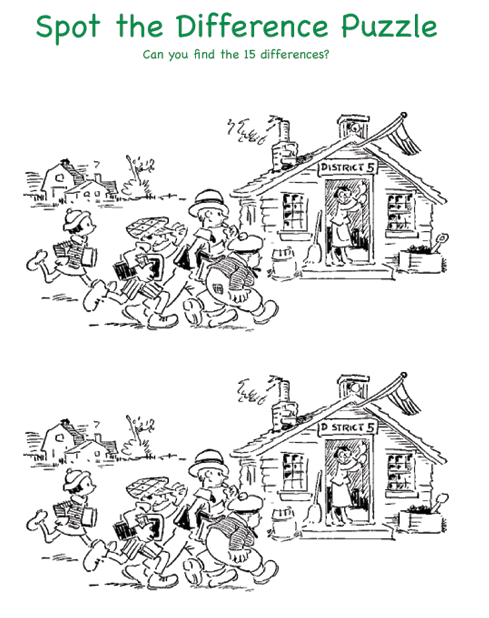 Spot the Difference Puzzle
Can you find the 15 differences?
DISTRICT 5
D STRICT 5